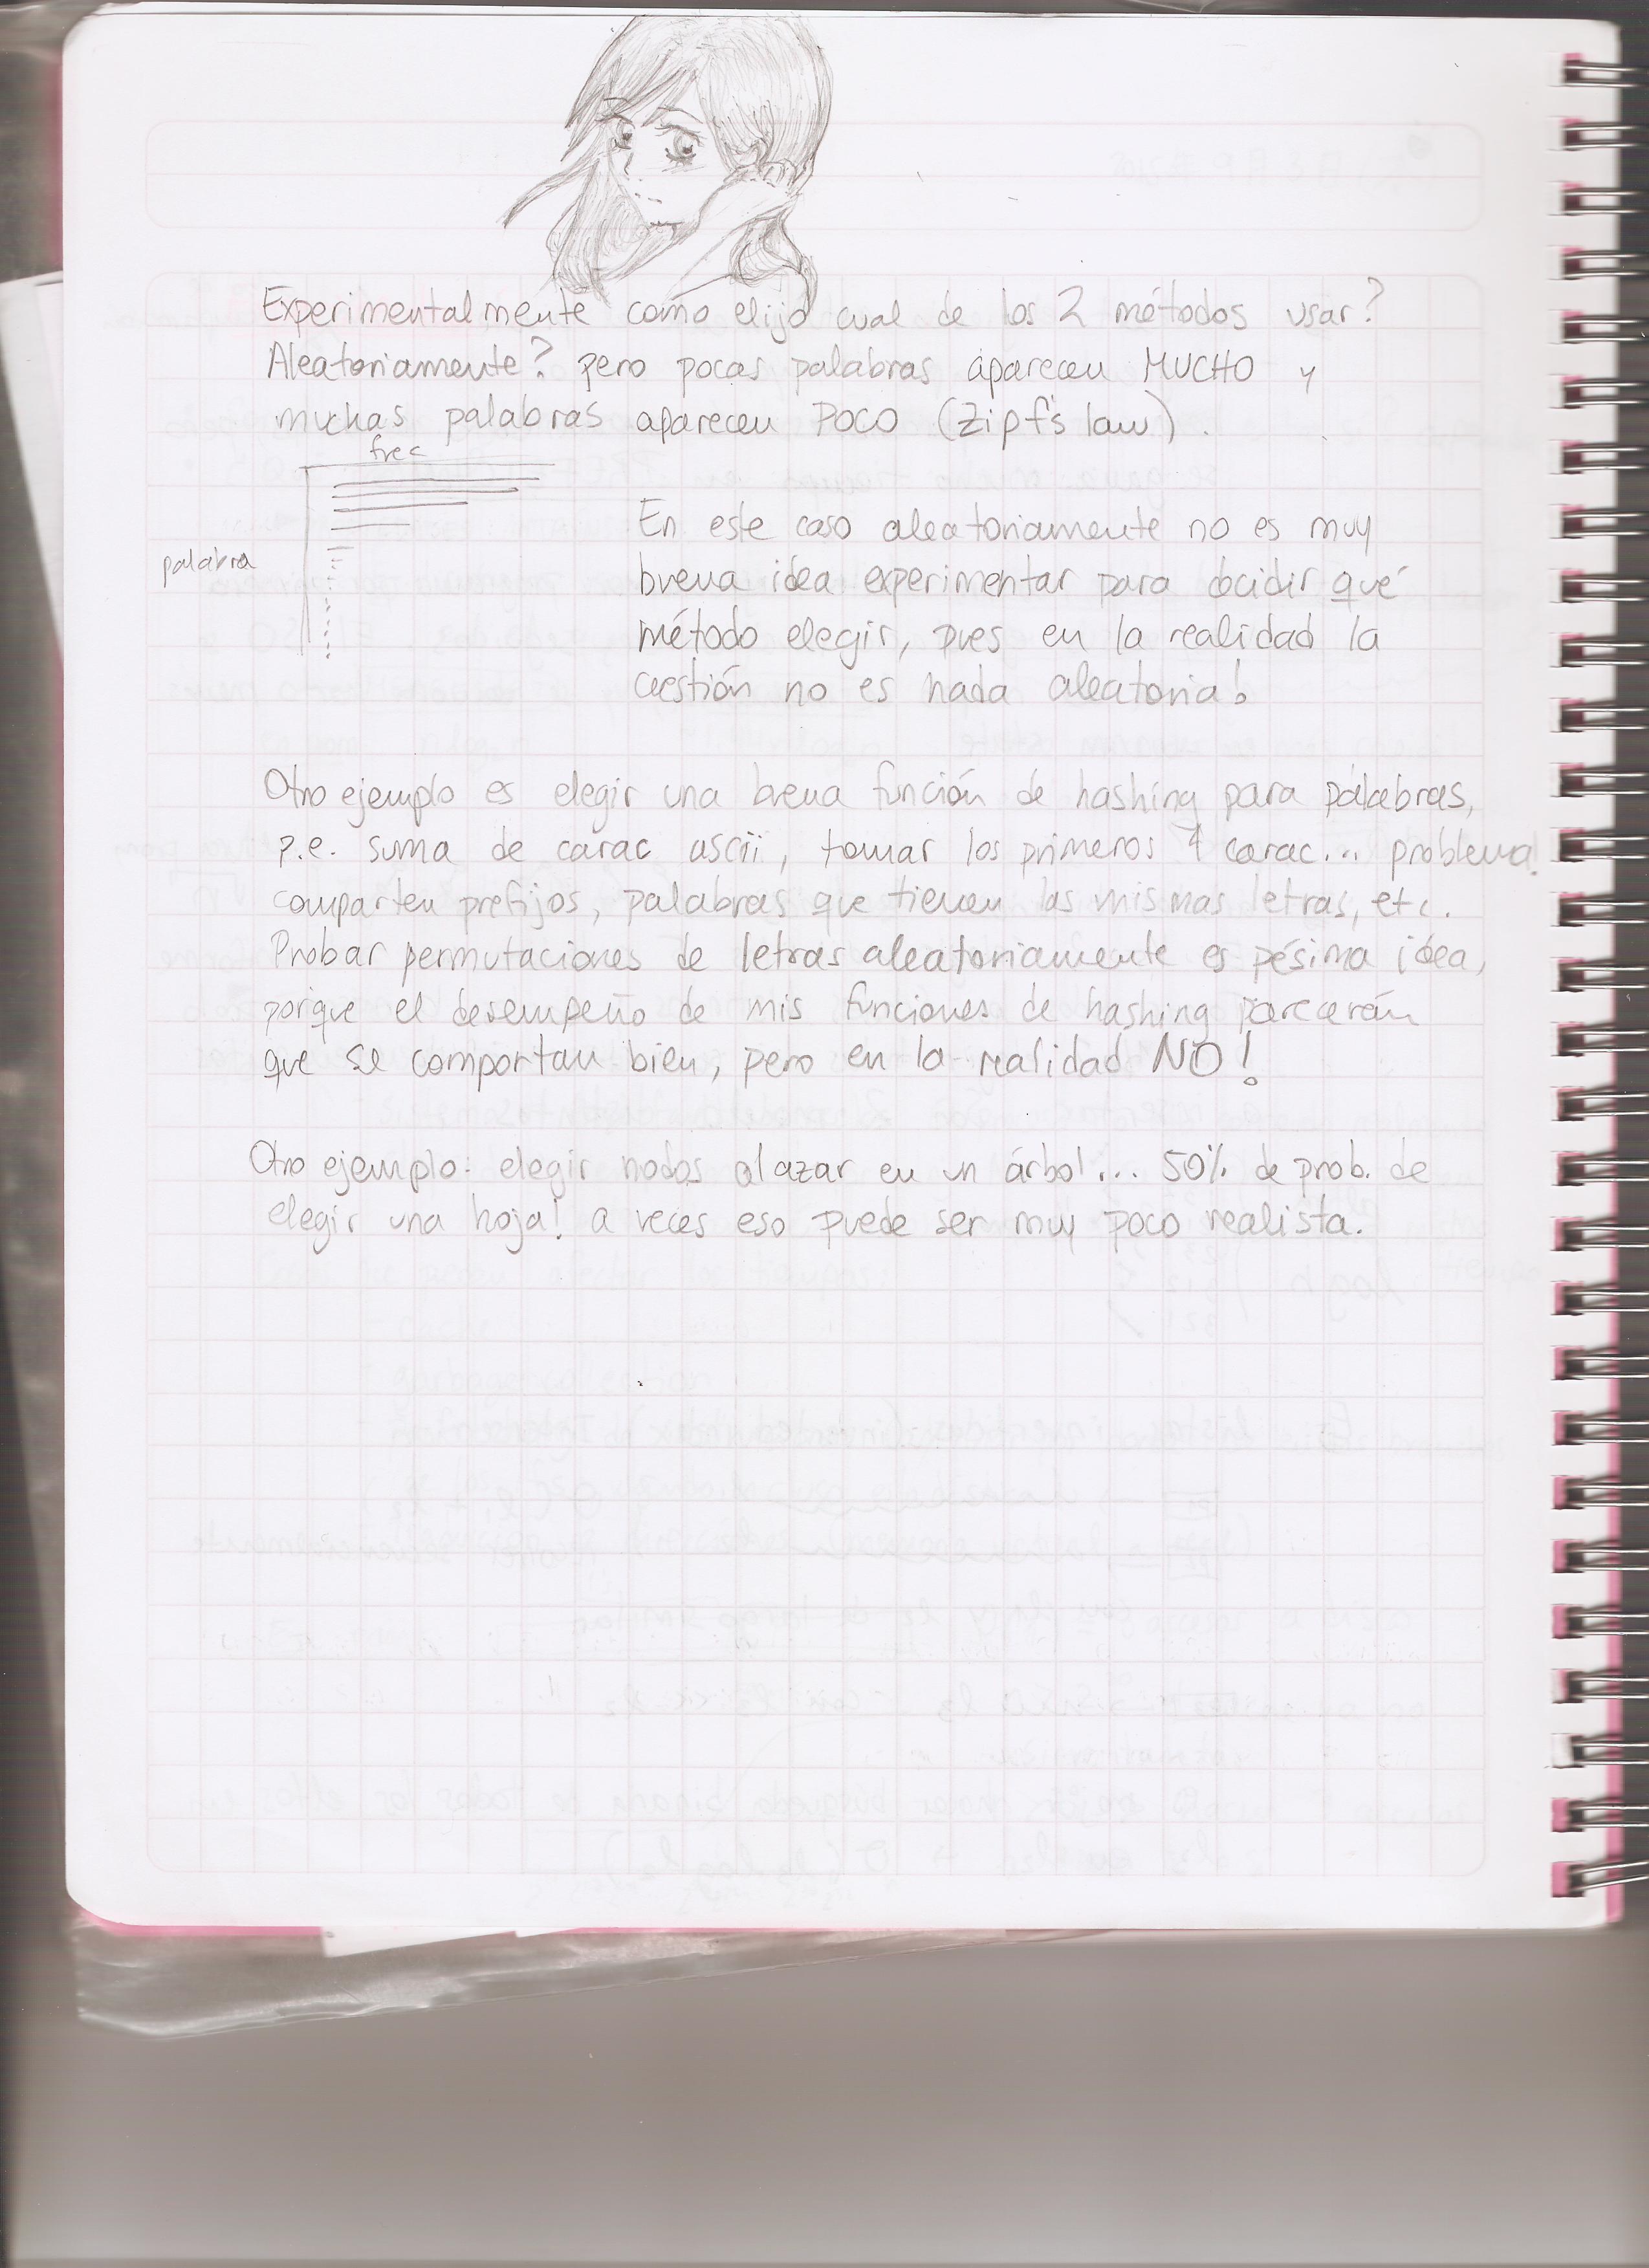 Experimentalmente como elijo cual de los 2 métodos usar?
Aleatoriamente? pero pocas palabras aparecen MUCHO y
muchas palabras aparecen POCO (Zipf's law).
frec
palabra
En este caso aleatoriamente no es muy
buena idea experimentar para decidir qué
método elegir, pues en la realidad la
cuestión no es nada aleatoria!
Otro ejemplo es elegir una buena función de hashing para palabras,
p.e. suma de carac ascii, tomar los primeros 4 carac... problema!
comparten prefijos, palabras que tienen las mismas letras, etc.
Probar permutaciones de letras aleatoriamente es pésima idea,
porque el desempeño de mis funciones de hashing parecerán
que se comportan bien, pero en la realidad NO!
Otro ejemplo: elegir nodos al azar en un árbol... 50% de prob. de
elegir una hoja! a veces eso puede ser muy poco realista.